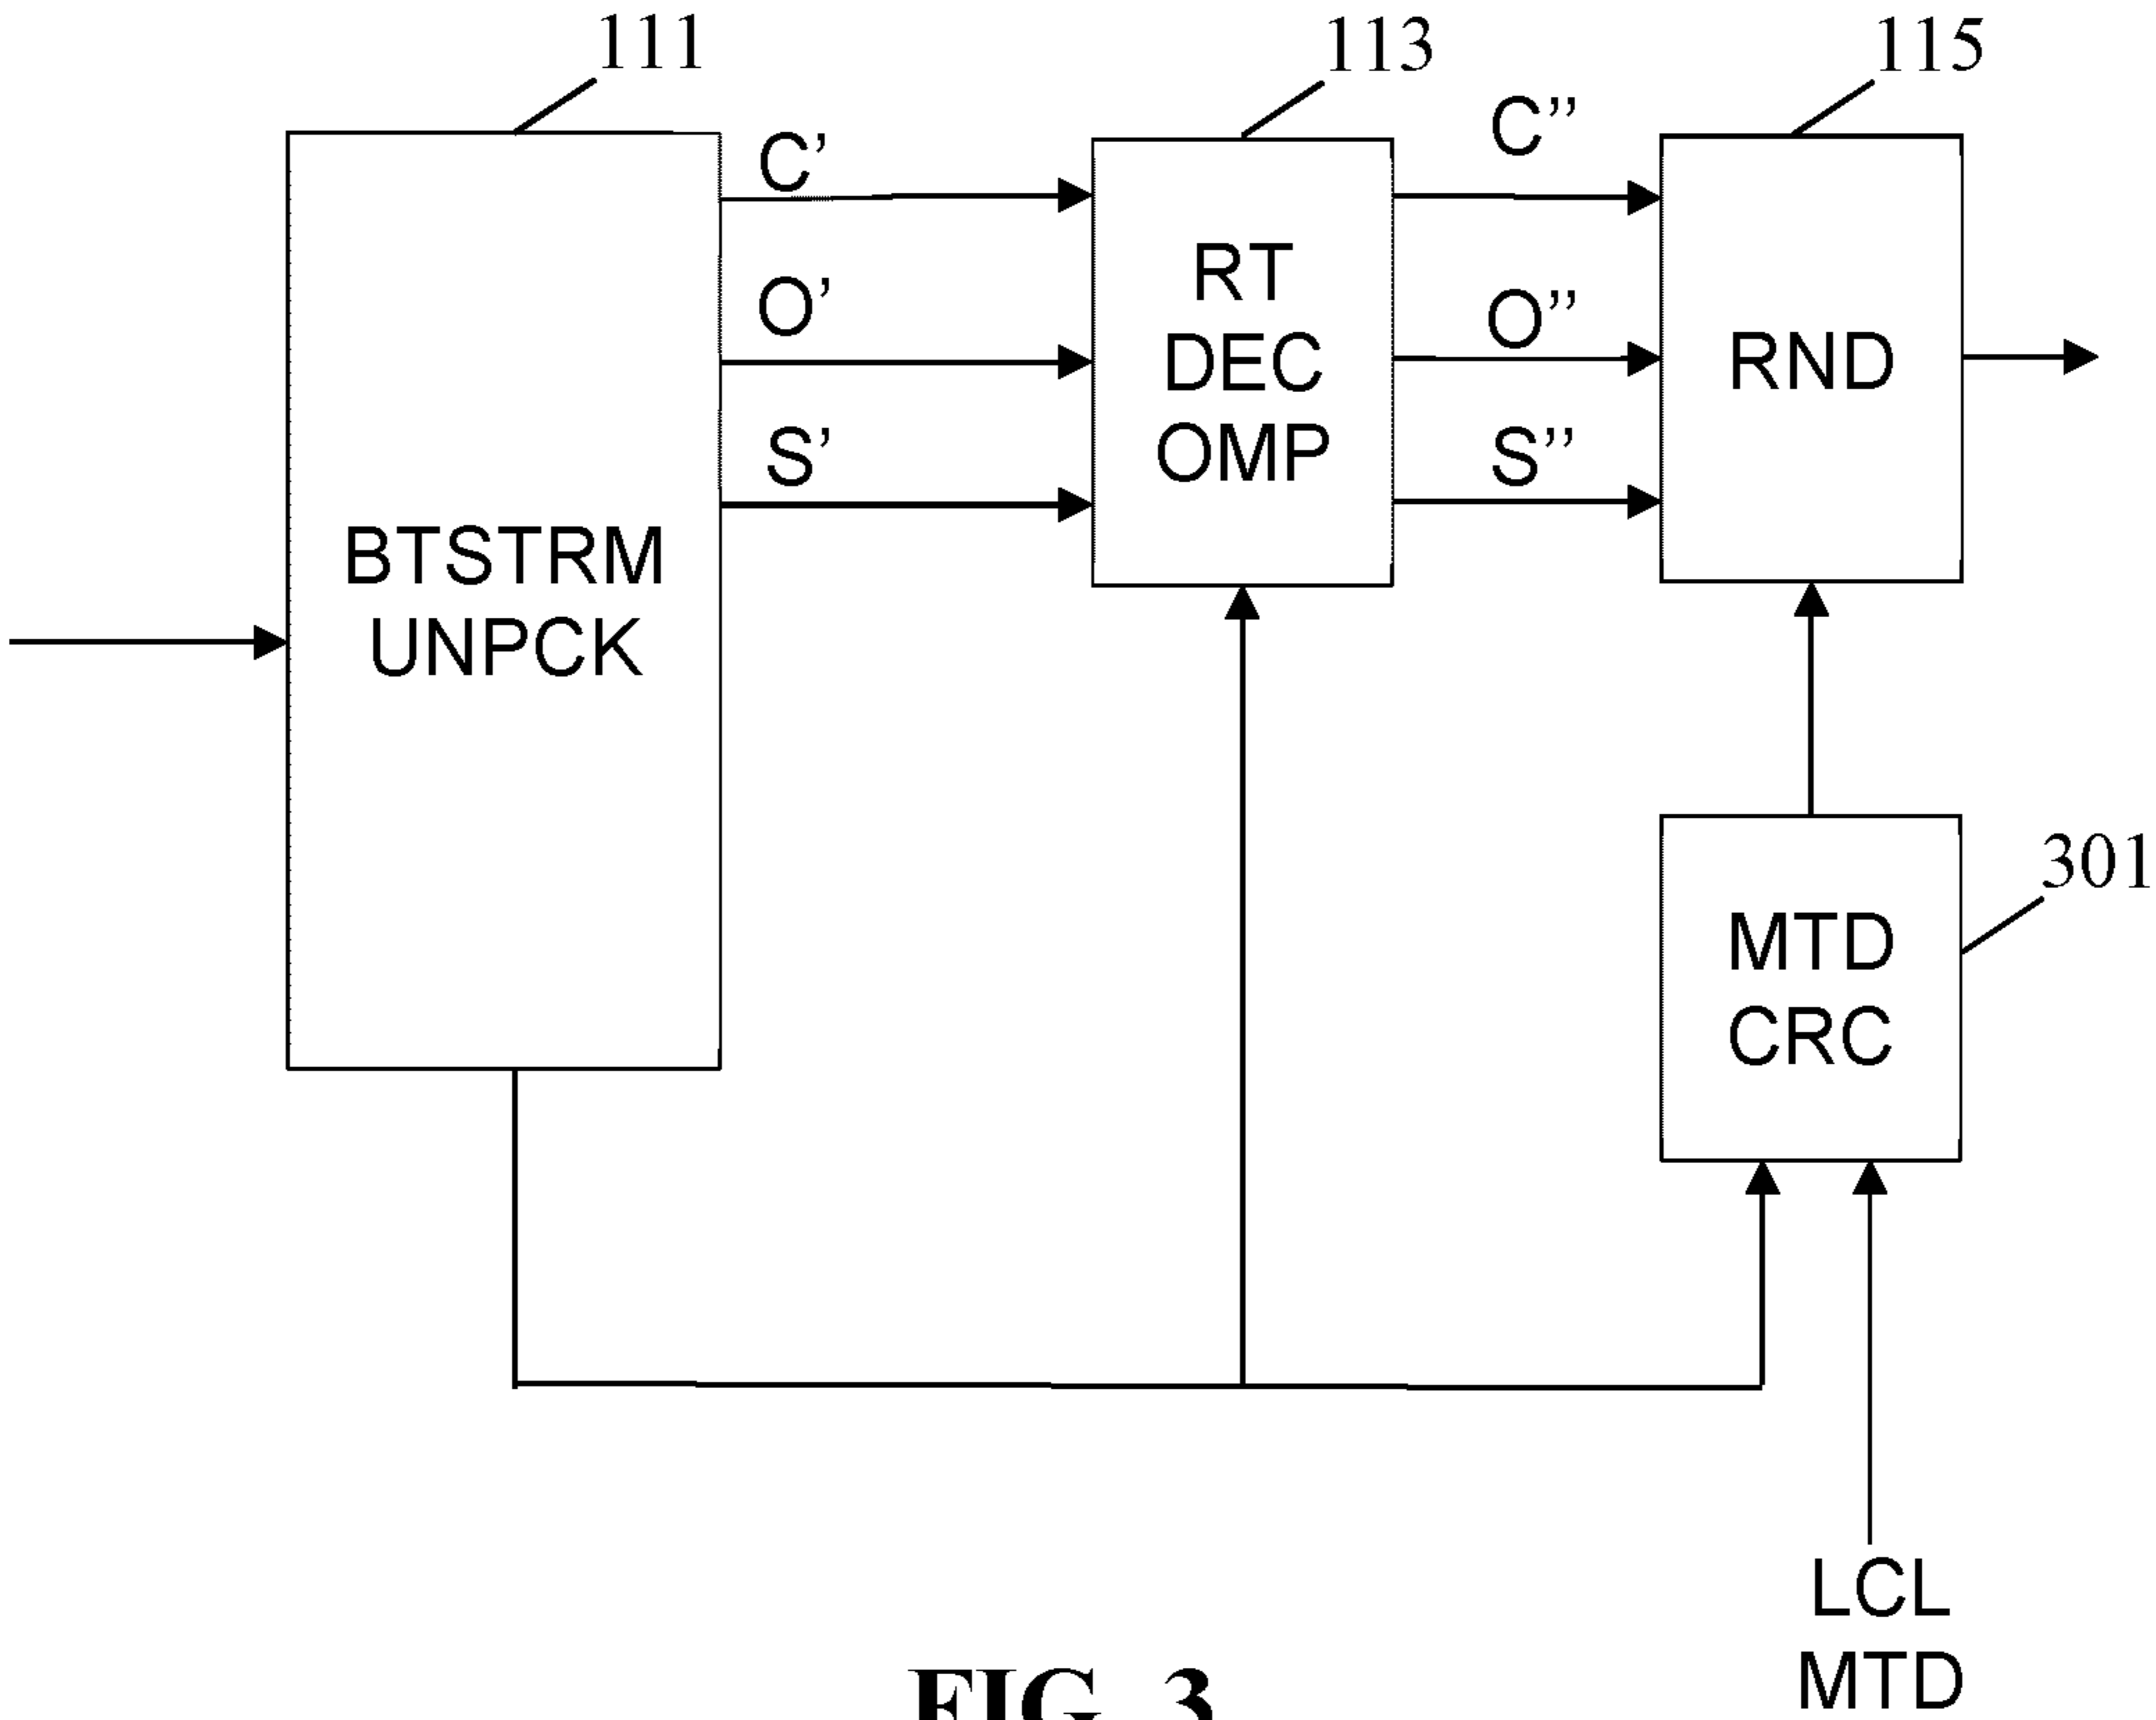 111
113
115
C’
C”
O’
O”
S’
S”
RT
DEC
OMP
RND
BTSTRM
UNPCK
301
MTD
CRC
LCL
MTD
FIG. 3